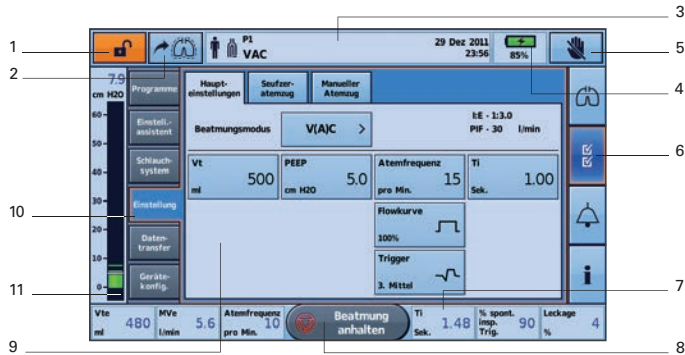 1
2
3
4
5
6
7
8
9
10
11
P1
VAC
29 Dez 2011
23:56
85%
7.9
cm H2O
60
50
40
30
20
10
0
Programme
Einstell.-
assistent
Schlauch-
system
Einstellung
Daten-
transfer
Geräte-
konfig.
Haupt-
einstellungen
Seufzer-
atemzug
Manueller
Atemzug
Beatmungsmodus
V(A)C >
I:E - 1:3.0
PIF - 30 l/min
Vt
500
ml
PEEP
5.0
cm H2O
Atemfrequenz
15
pro Min.
Ti
1.00
Sek.
Flowkurve
100%
Trigger
3. Mittel
Vte
480
ml
MVe
5.6
l/min
Atemfrequenz
10
pro Min.
Beatmung
anhalten
Ti
1.48
Sek.
% spont.
insp.
Trig.
90
Leckage
4
%